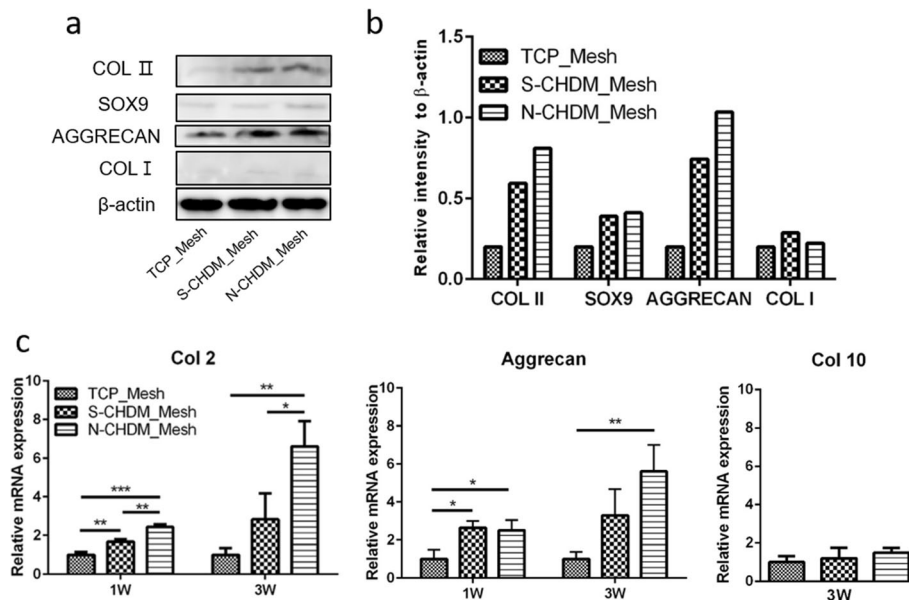 a
COL Ⅱ
SOX9
AGGRECAN
COL Ⅰ
β-actin
TCP_Mesh
S-CHDM_Mesh
N-CHDM_Mesh
b
Relative intensity to β-actin
1.5
1.0
0.5
0.0
TCP_Mesh
S-CHDM_Mesh
N-CHDM_Mesh
COL II SOX9 AGGRECAN COL I
c
Col 2
Relative mRNA expression
10
8
6
4
2
0
TCP_Mesh
S-CHDM_Mesh
N-CHDM_Mesh
***
**
**
**
*
1W 3W
Aggrecan
Relative mRNA expression
10
8
6
4
2
0
*
*
**
1W 3W
Col 10
Relative mRNA expression
10
8
6
4
2
0
3W